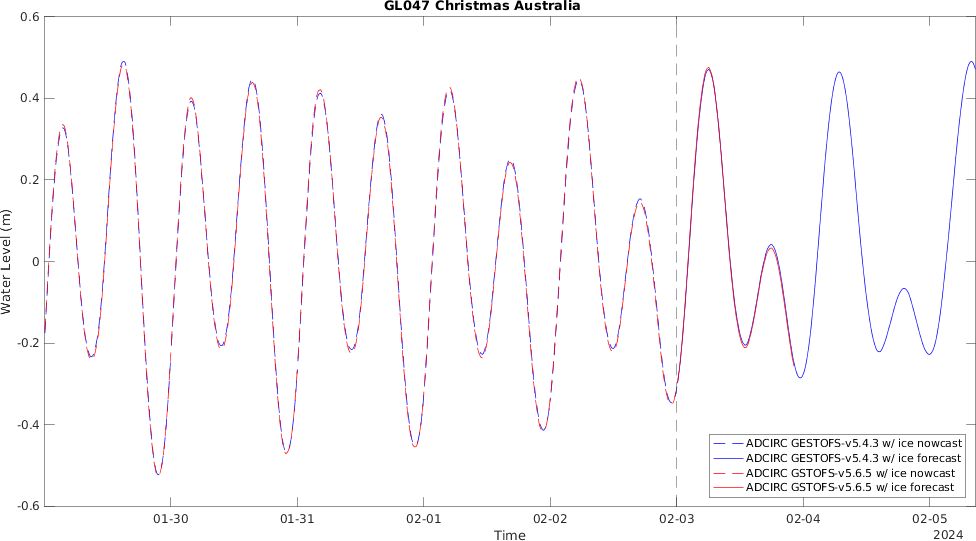 GL047 Christmas Australia
0.6
0.4
0.2
0
-0.2
-0.4
-0.6
Water Level (m)
ADCIRC GESTOFS-v5.4.3 w/ ice nowcast
ADCIRC GESTOFS-v5.4.3 w/ ice forecast
ADCIRC GSTOFS-v5.6.5 w/ ice nowcast
ADCIRC GSTOFS-v5.6.5 w/ ice forecast
01-30 01-31 02-01 02-02 02-03 02-04 02-05
Time
2024